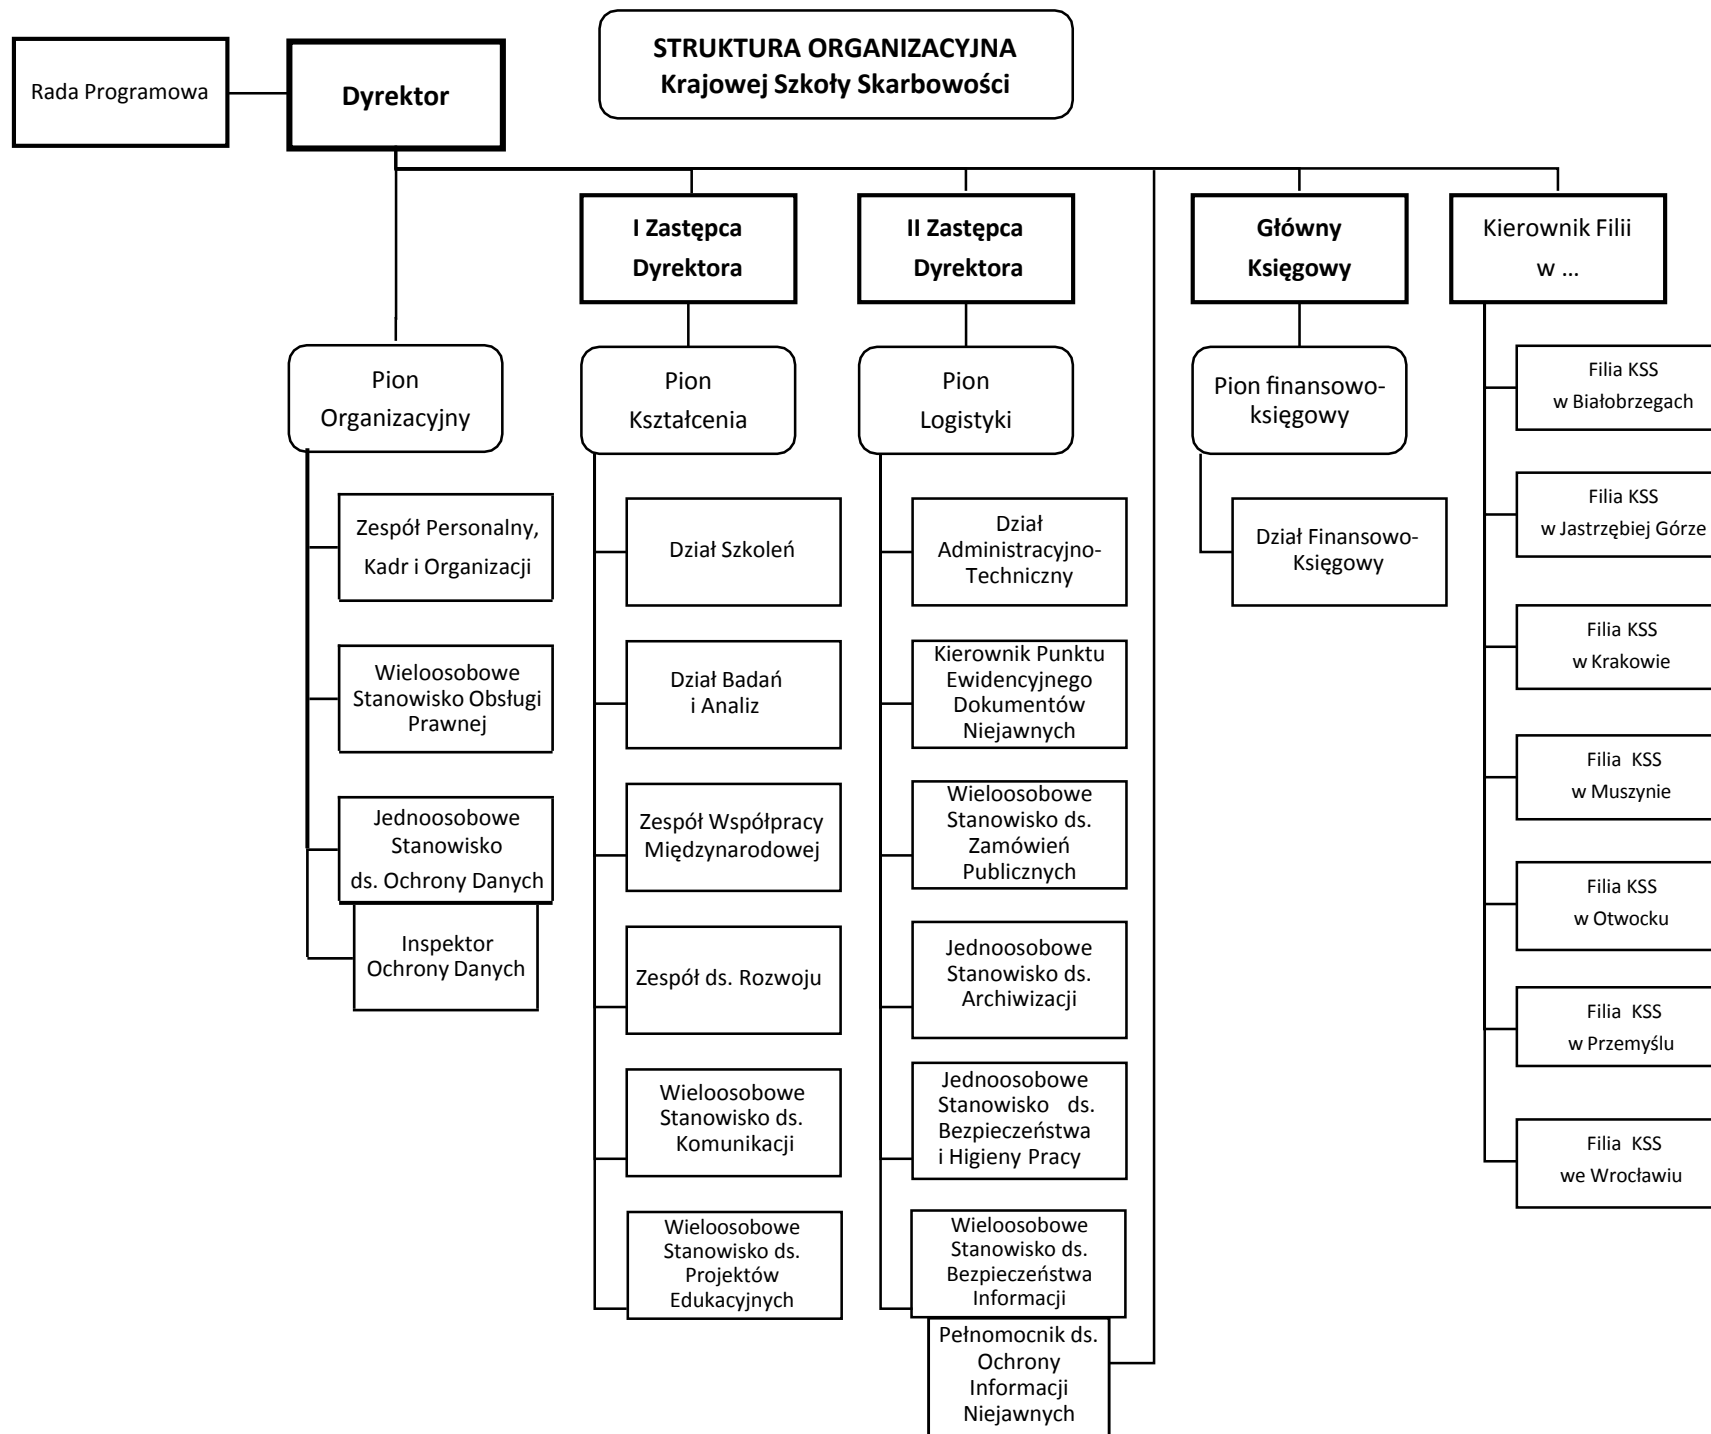 STRUKTURA ORGANIZACYJNA
Krajowej Szkoły Skarbowości
Rada Programowa
Dyrektor
I Zastępca
Dyrektora
II Zastępca
Dyrektora
Główny
Księgowy
Kierownik Filii
w ...
Pion
Organizacyjny
Zespół Personalny,
Kadr i Organizacji
Wieloosobowe
Stanowisko Obsługi
Prawnej
Jednoosobowe
Stanowisko
ds. Ochrony Danych
Inspektor
Ochrony Danych
Pion
Kształcenia
Dział Szkoleń
Dział Badań
i Analiz
Zespół Współpracy
Międzynarodowej
Zespół ds. Rozwoju
Wieloosobowe
Stanowisko ds.
Komunikacji
Wieloosobowe
Stanowisko ds.
Projektów
Edukacyjnych
Pion
Logistyki
Dział
Administracyjno-
Techniczny
Kierownik Punktu
Ewidencyjnego
Dokumentów
Niejawnych
Wieloosobowe
Stanowisko ds.
Zamówień
Publicznych
Jednoosobowe
Stanowisko ds.
Archiwizacji
Jednoosobowe
Stanowisko ds.
Bezpieczeństwa
i Higieny Pracy
Wieloosobowe
Stanowisko ds.
Bezpieczeństwa
Informacji
Pełnomocnik ds.
Ochrony
Informacji
Niejawnych
Pion finansowo-
księgowy
Dział Finansowo-
Księgowy
Filia KSS
w Białobrzegach
Filia KSS
w Jastrzębiej Górze
Filia KSS
w Krakowie
Filia KSS
w Muszynie
Filia KSS
w Otwocku
Filia KSS
w Przemyślu
Filia KSS
we Wrocławiu